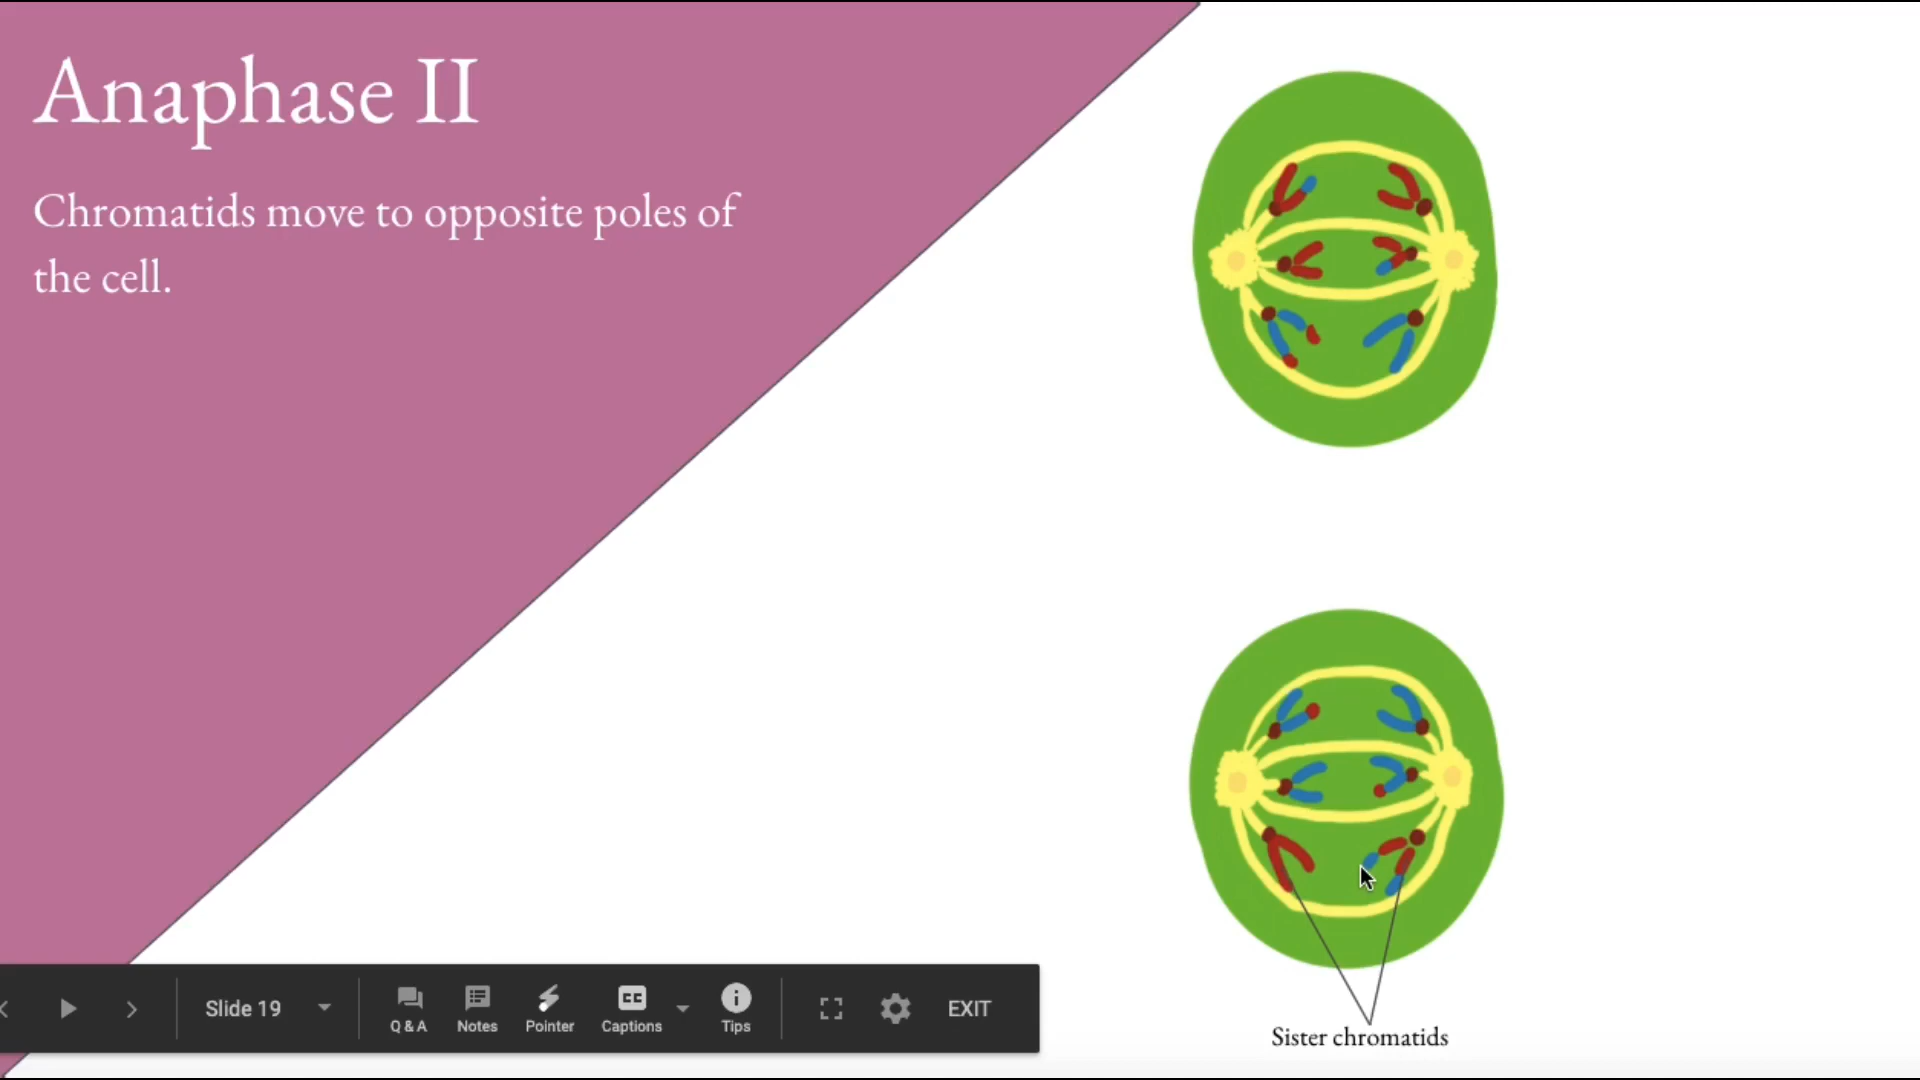 Anaphase II
Chromatids move to opposite poles of
the cell.
Sister chromatids
Slide 19
Q & A
Notes
Pointer
CC
Captions
Tips
EXIT